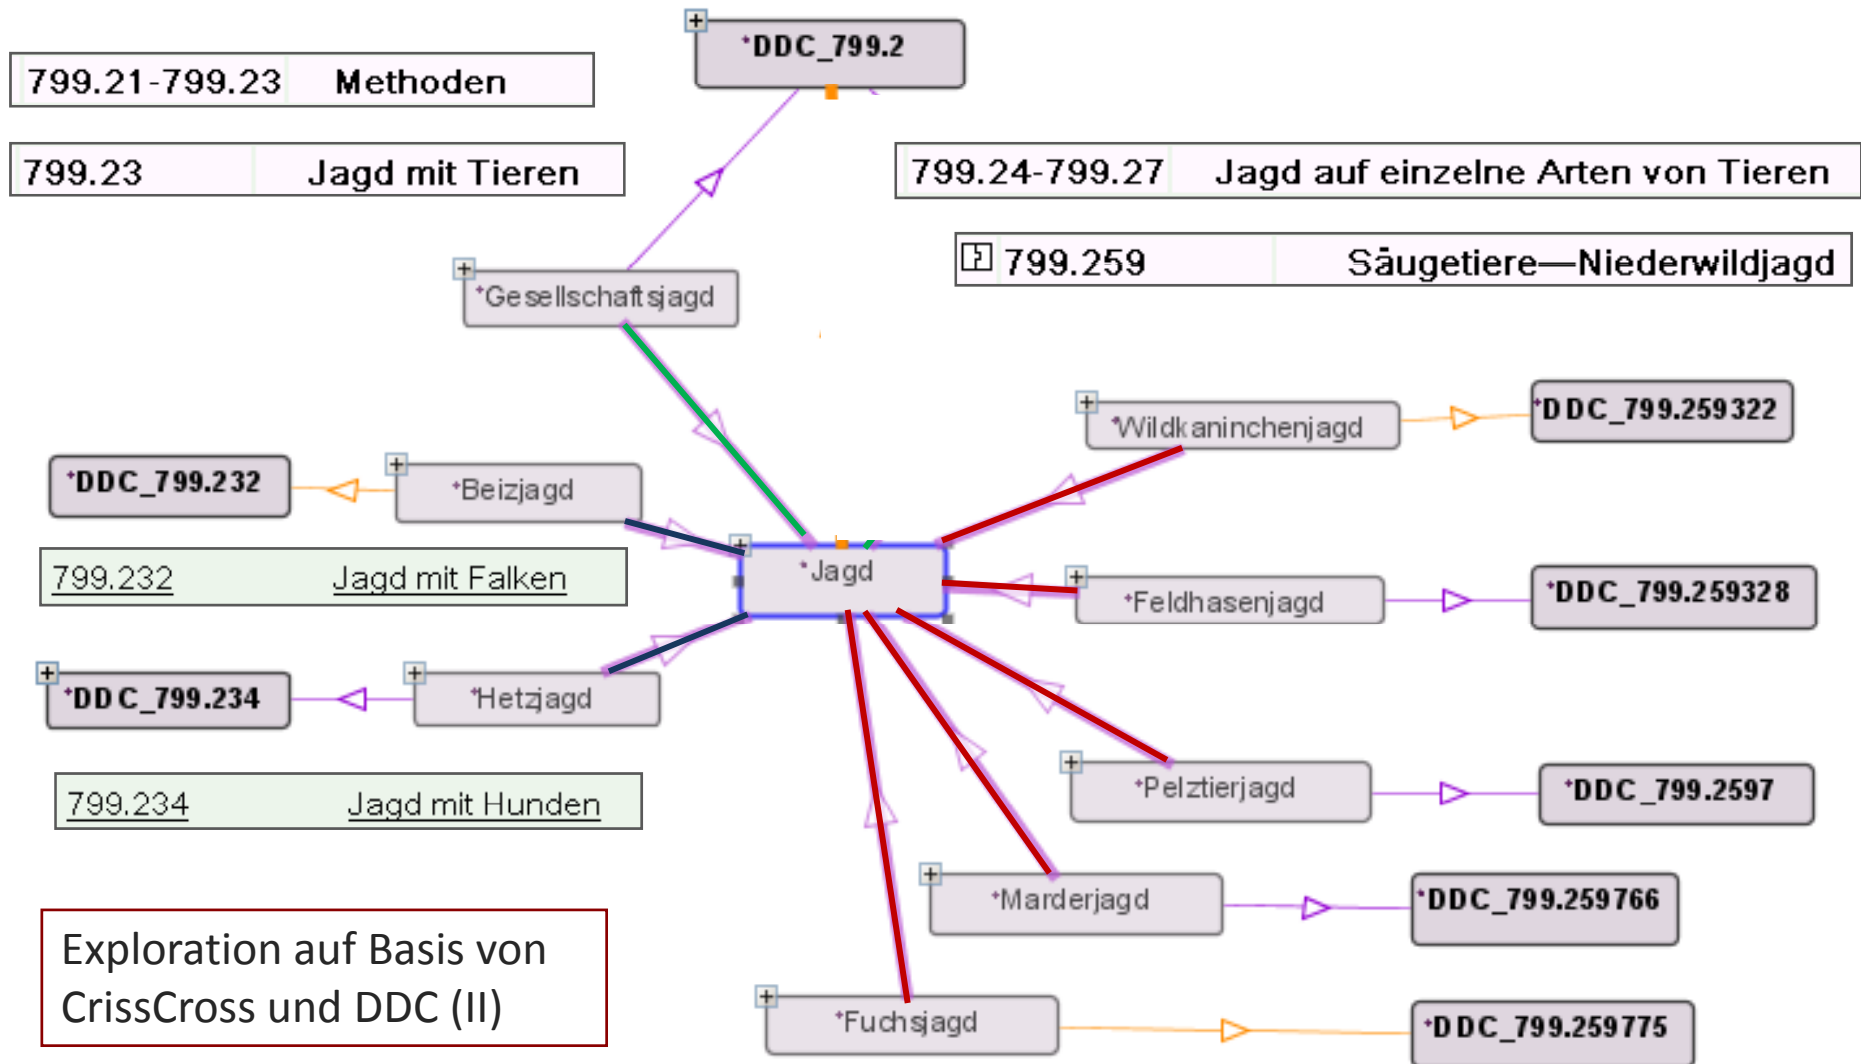 *DDC_799.2
799.21-799.23 Methoden
799.23 Jagd mit Tieren
799.24-799.27 Jagd auf einzelne Arten von Tieren
799.259 Säugetiere—Niederwildjagd
*Gesellschaftsjagd
*Wildkaninchenjagd
*DDC_799.259322
*DDC_799.232
*Beizjagd
799.232 Jagd mit Falken
*Jagd
*Feldhasenjagd
*DDC_799.259328
*DDC_799.234
*Hetzjagd
799.234 Jagd mit Hunden
*Pelztierjagd
*DDC_799.2597
*Marderjagd
*DDC_799.259766
Exploration auf Basis von
CrissCross und DDC (II)
*Fuchsjagd
*DDC_799.259775